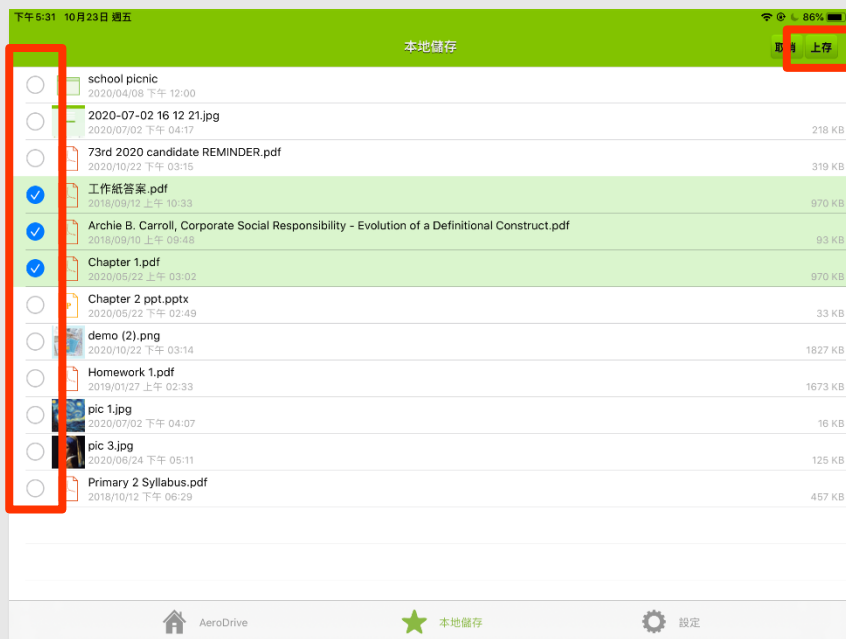 下午5:31 10月23日 週五 86%
本地儲存 取消 上存
school picnic
2020/04/08 下午 12:00
2020-07-02 16 12 21.jpg
2020/07/02 下午 04:17 218 KB
73rd 2020 candidate REMINDER.pdf
2020/10/22 下午 03:15 319 KB
工作紙答案.pdf
2018/09/12 上午 10:33 970 KB
Archie B. Carroll, Corporate Social Responsibility - Evolution of a Definitional Construct.pdf
2018/09/10 上午 09:48 93 KB
Chapter 1.pdf
2020/05/22 上午 03:02 970 KB
Chapter 2 ppt.pptx
2020/05/22 下午 02:49 33 KB
demo (2).png
2020/10/22 下午 03:14 1827 KB
Homework 1.pdf
2019/01/27 上午 02:33 1673 KB
pic 1.jpg
2020/07/02 下午 04:07 16 KB
pic 3.jpg
2020/06/24 下午 05:11 125 KB
Primary 2 Syllabus.pdf
2018/10/12 下午 06:29 457 KB
AeroDrive 本地儲存 設定